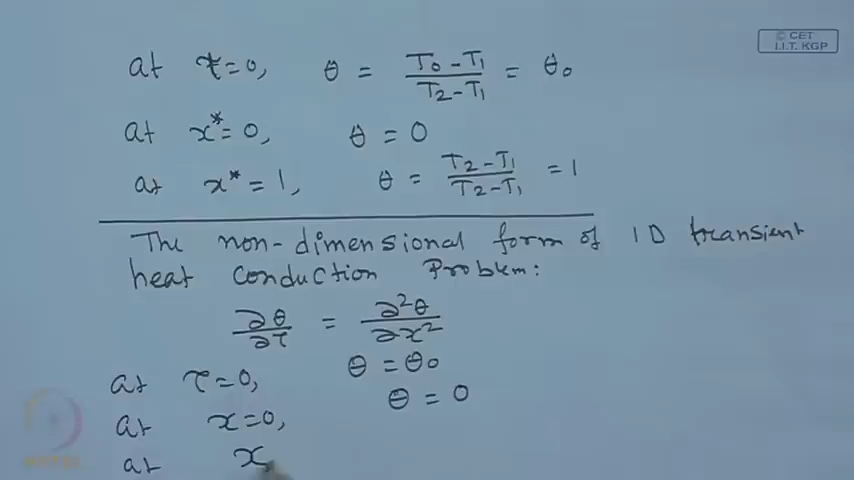 © CET
I.I.T. KGP
at τ=0, θ = (T₀-T₁)/(T₂-T₁) = θ₀
at x*=0, θ = 0
at x*=1, θ = (T₂-T₁)/(T₂-T₁) = 1
The non-dimensional form of 1D transient
heat conduction Problem:
∂θ/∂τ = ∂²θ/∂x²
at τ=0, θ=θ₀
at x=0, θ = 0
at x